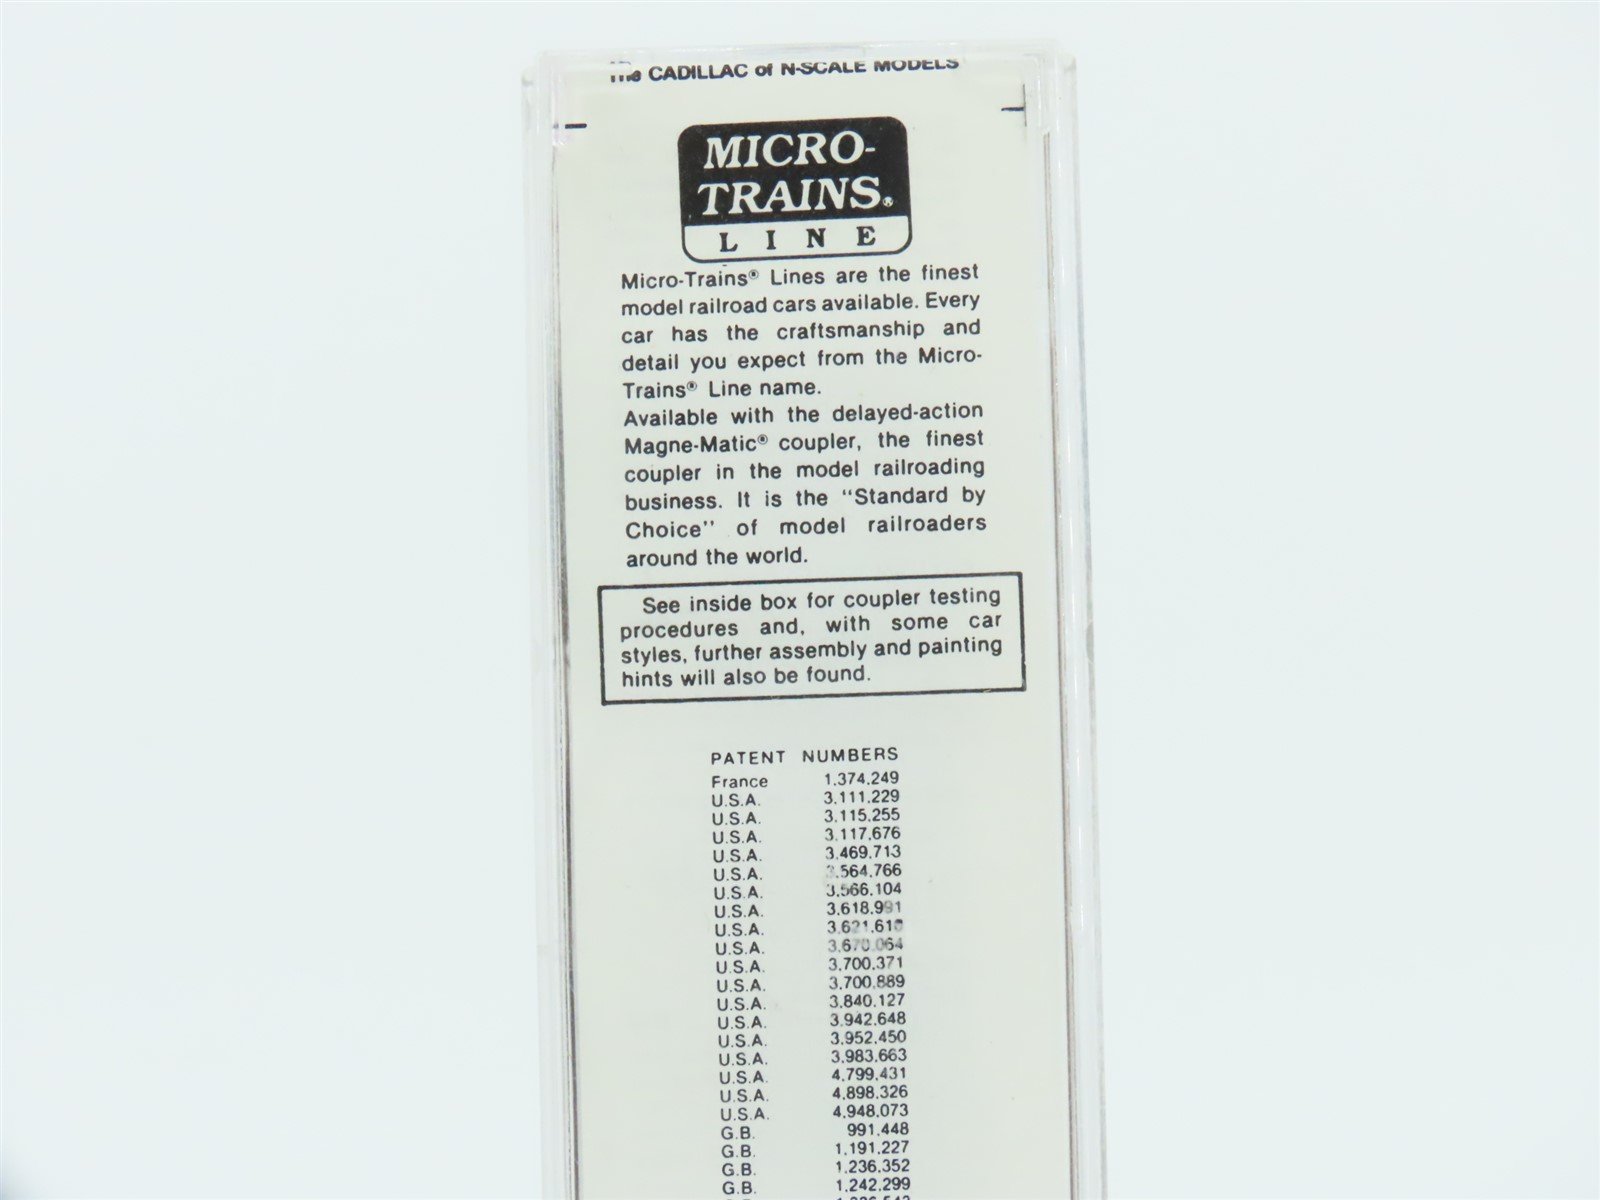 The CADILLAC of N-SCALE MODELS
MICRO-
TRAINS®
LINE
Micro-Trains® Lines are the finest
model railroad cars available. Every
car has the craftsmanship and
detail you expect from the Micro-
Trains® Line name.
Available with the delayed-action
Magne-Matic® coupler, the finest
coupler in the model railroading
business. It is the "Standard by
Choice" of model railroaders
around the world.
See inside box for coupler testing
procedures and, with some car
styles, further assembly and painting
hints will also be found.
PATENT NUMBERS
France 1.374.249
U.S.A. 3.111.229
U.S.A. 3.115.255
U.S.A. 3.117.676
U.S.A. 3.469.713
U.S.A. 3.564.766
U.S.A. 3.566.104
U.S.A. 3.618.991
U.S.A.
U.S.A. 3.670.064
U.S.A. 3.700.371
U.S.A. 3.700.889
U.S.A. 3.840.127
U.S.A. 3.942.648
U.S.A. 3.952.450
U.S.A. 3.983.663
U.S.A. 4.799.431
U.S.A. 4.898.326
U.S.A. 4.948.073
G.B. 991.448
G.B. 1.191.227
G.B. 1.236.352
G.B. 1.242.299